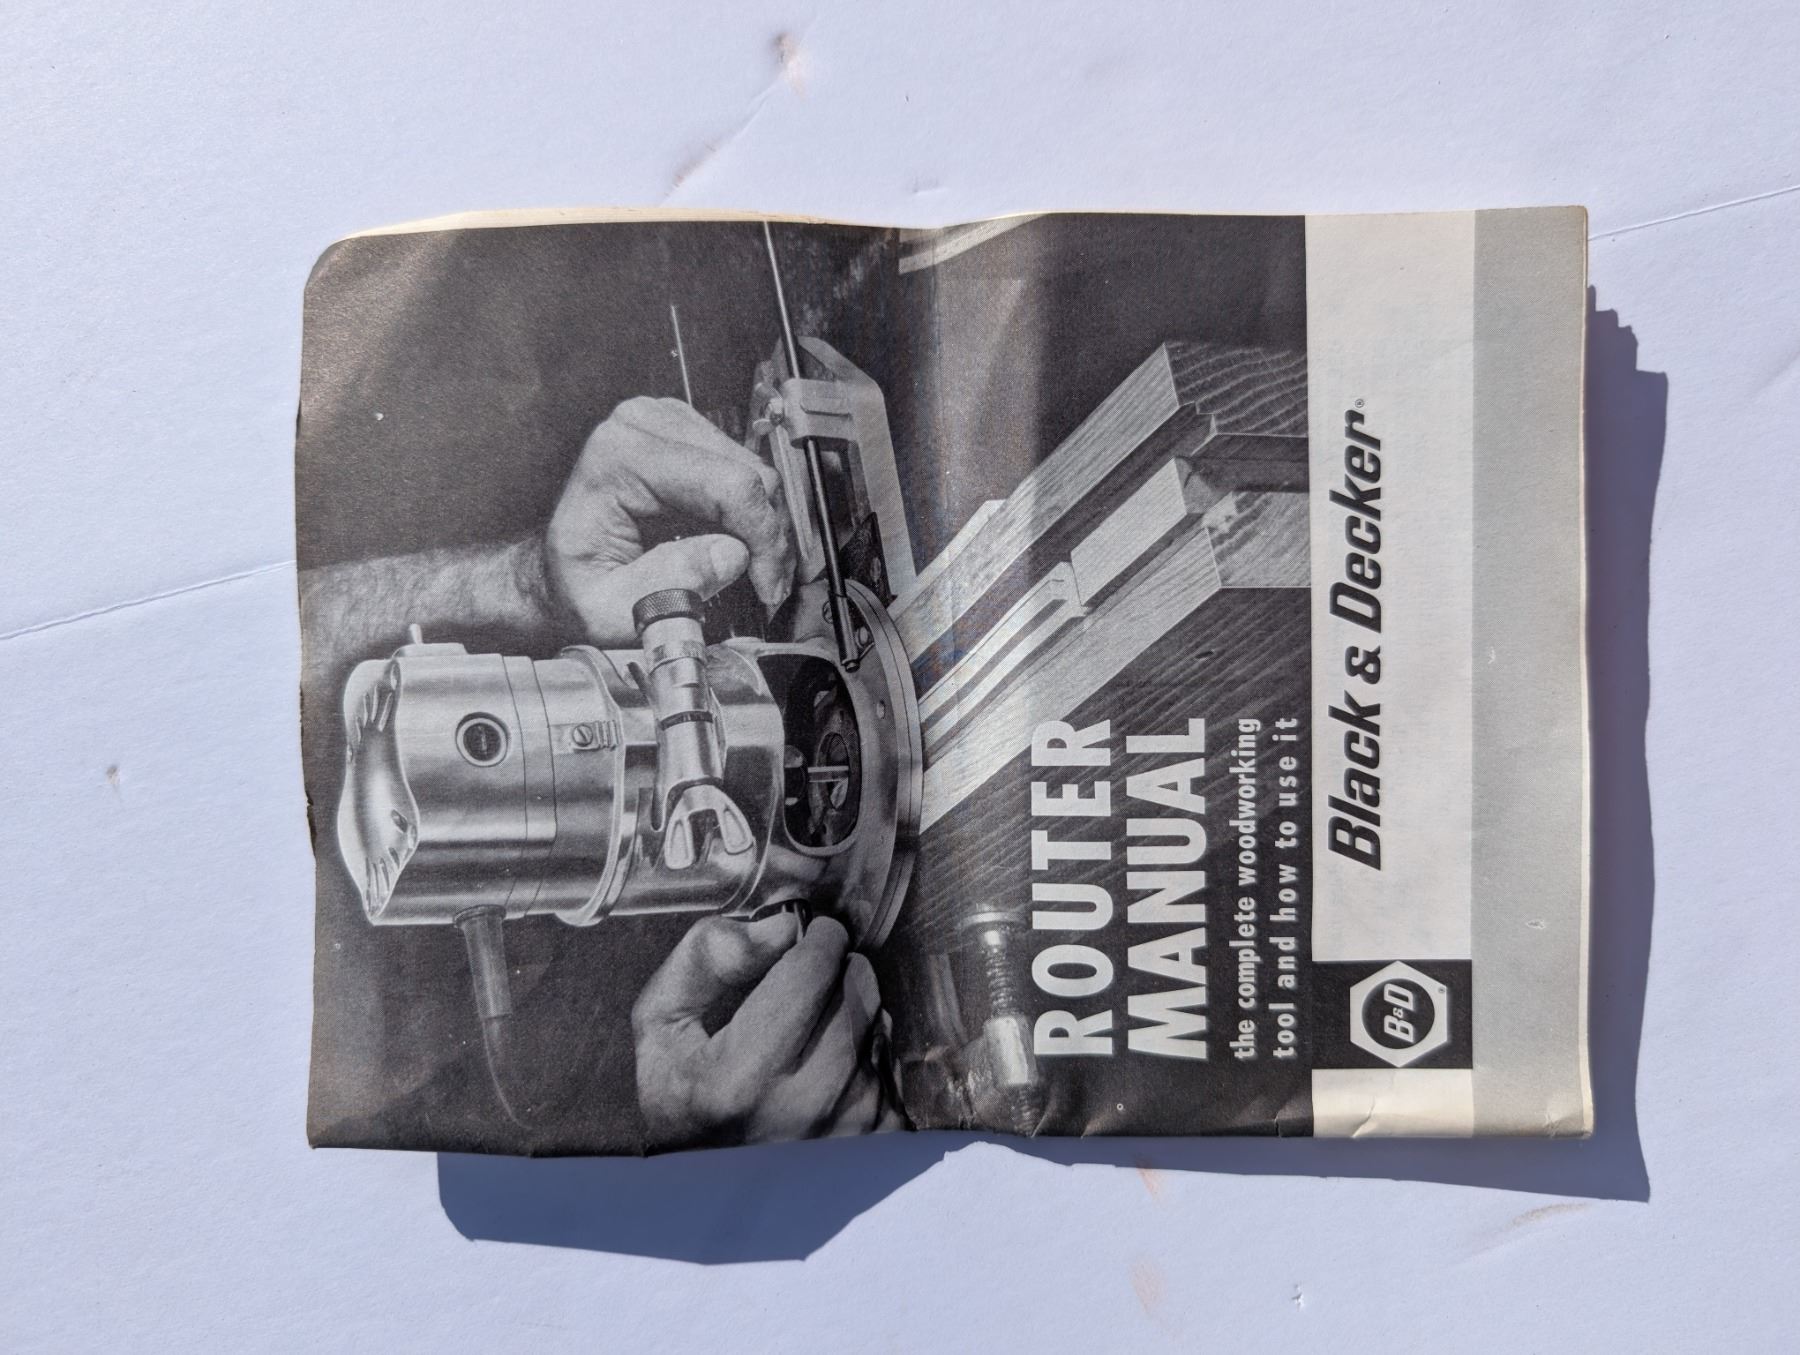 ROUTER
MANUAL
the complete woodworking
tool and how to use it
Black & Decker®
B&D®